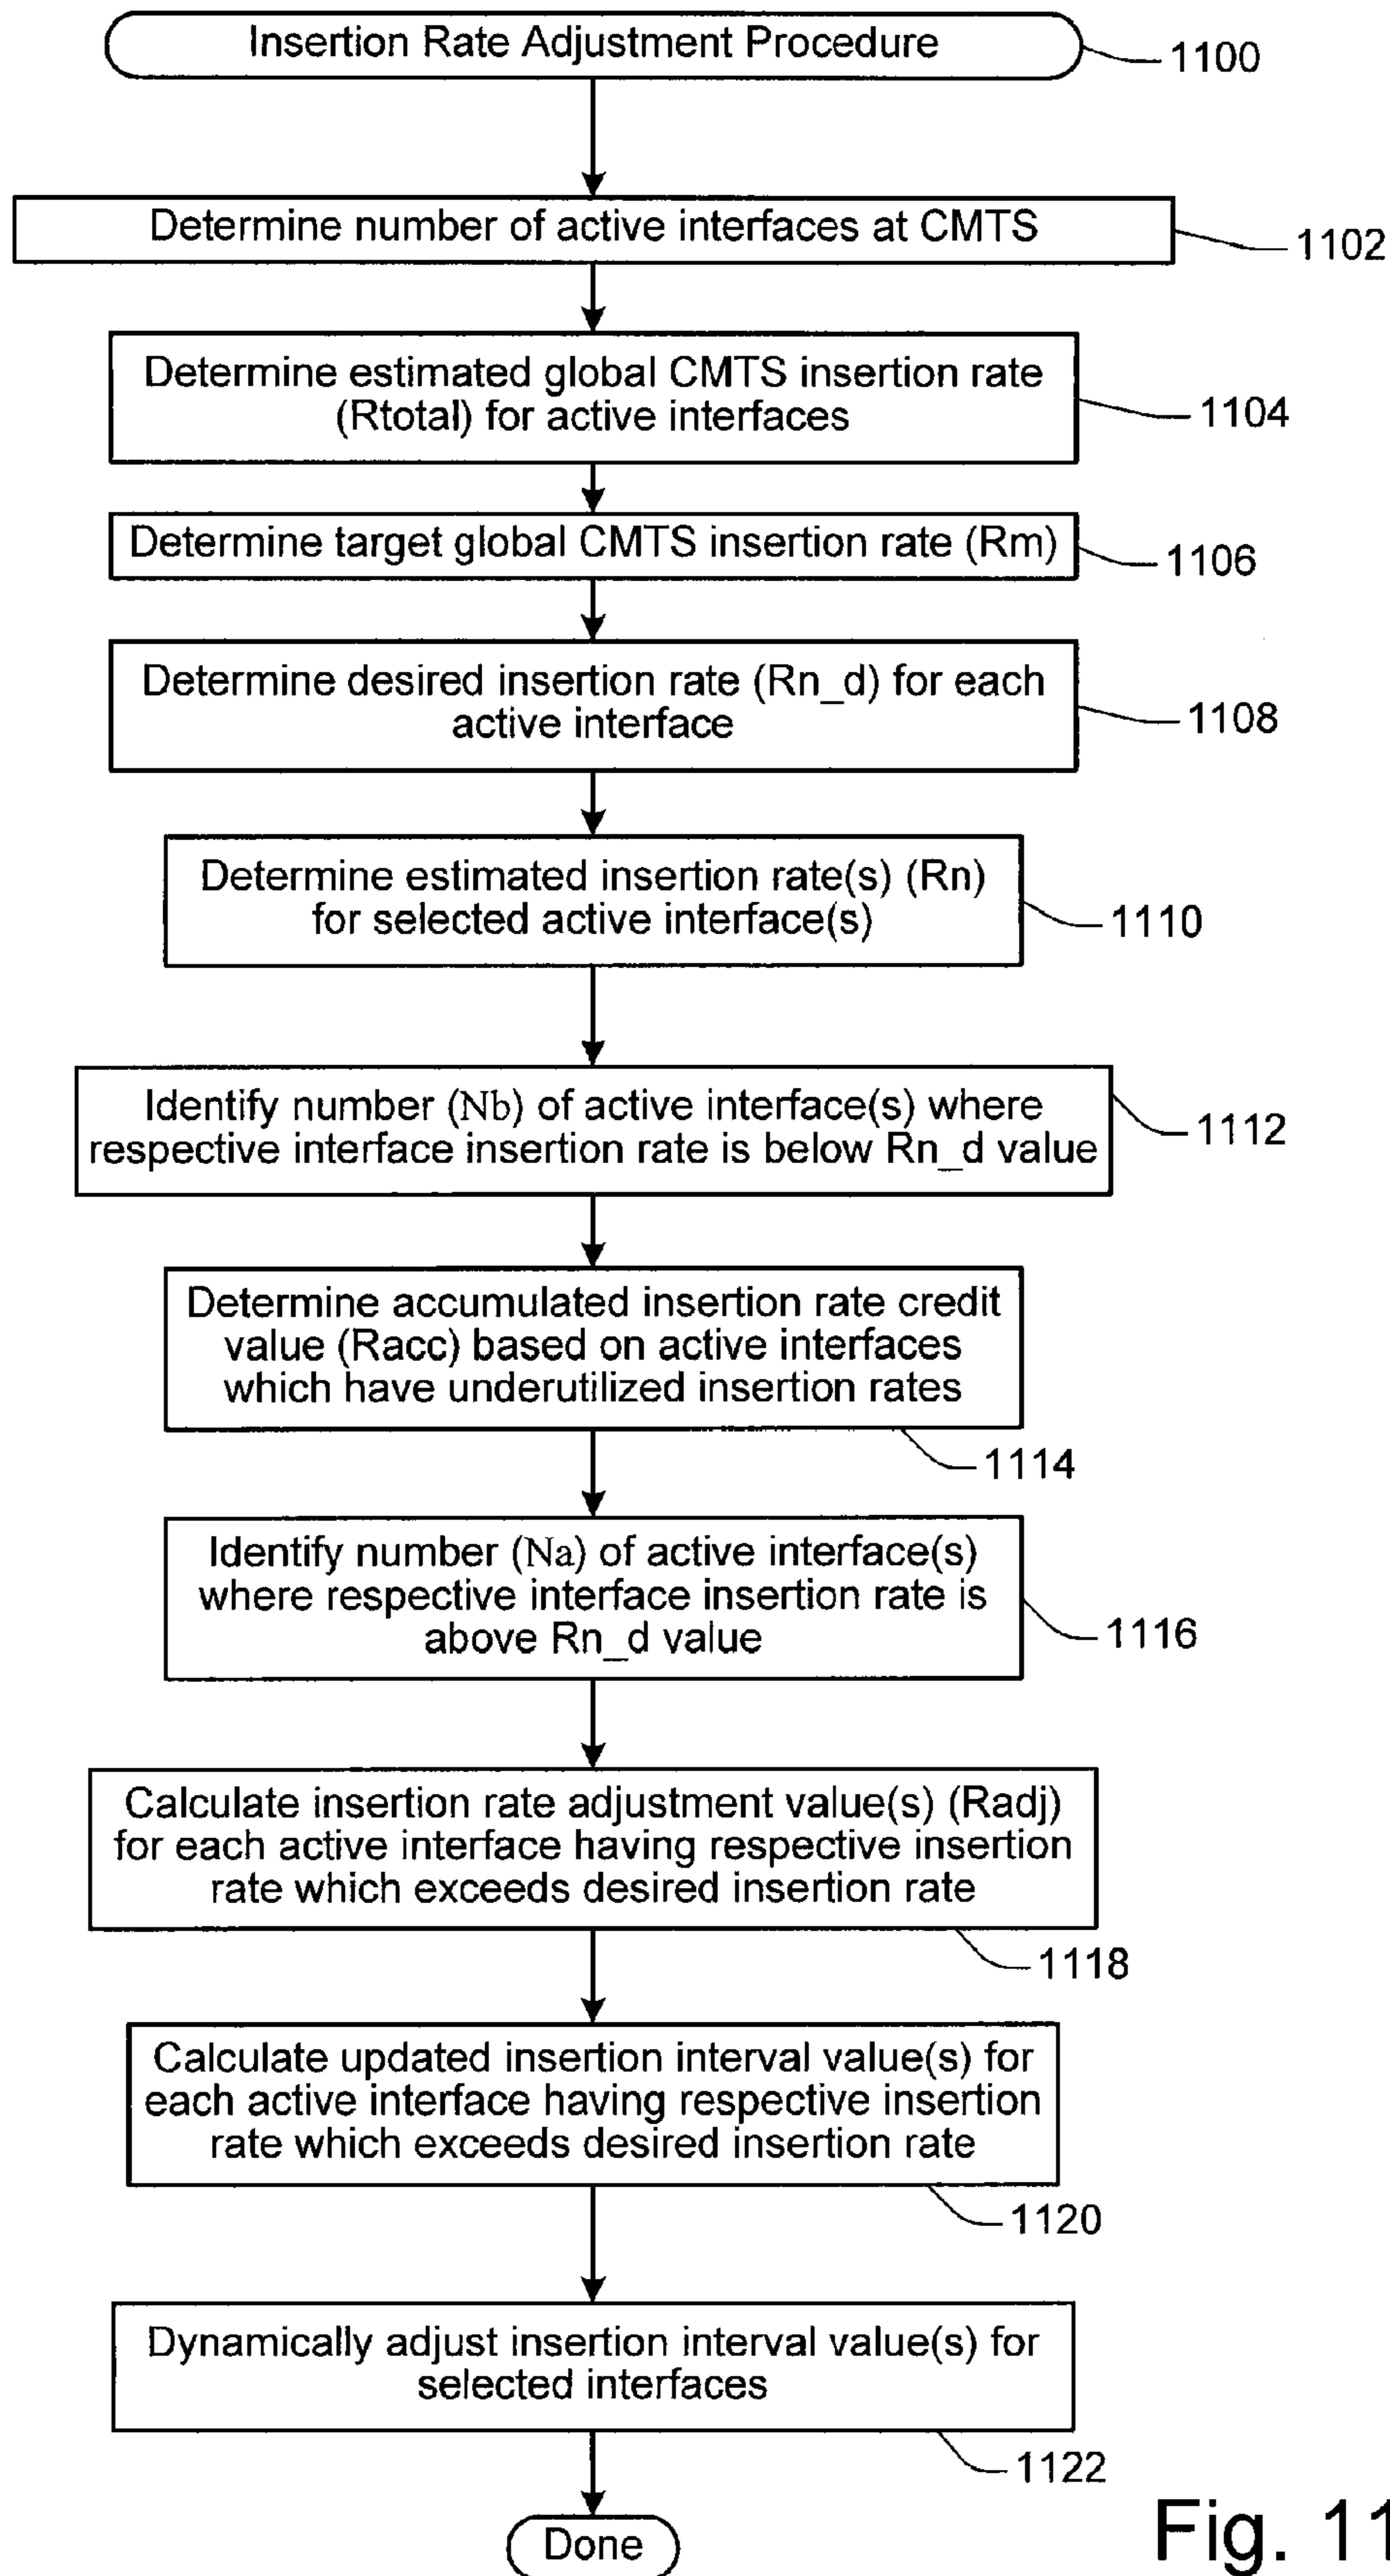 Insertion Rate Adjustment Procedure
1100
Determine number of active interfaces at CMTS
1102
Determine estimated global CMTS insertion rate
(Rtotal) for active interfaces
1104
Determine target global CMTS insertion rate (Rm)
1106
Determine desired insertion rate (Rn_d) for each
active interface
1108
Determine estimated insertion rate(s) (Rn)
for selected active interface(s)
1110
Identify number (Nb) of active interface(s) where
respective interface insertion rate is below Rn_d value
1112
Determine accumulated insertion rate credit
value (Racc) based on active interfaces
which have underutilized insertion rates
1114
Identify number (Na) of active interface(s)
where respective interface insertion rate is
above Rn_d value
1116
Calculate insertion rate adjustment value(s) (Radj)
for each active interface having respective insertion
rate which exceeds desired insertion rate
1118
Calculate updated insertion interval value(s) for
each active interface having respective insertion
rate which exceeds desired insertion rate
1120
Dynamically adjust insertion interval value(s) for
selected interfaces
1122
Done
Fig. 11